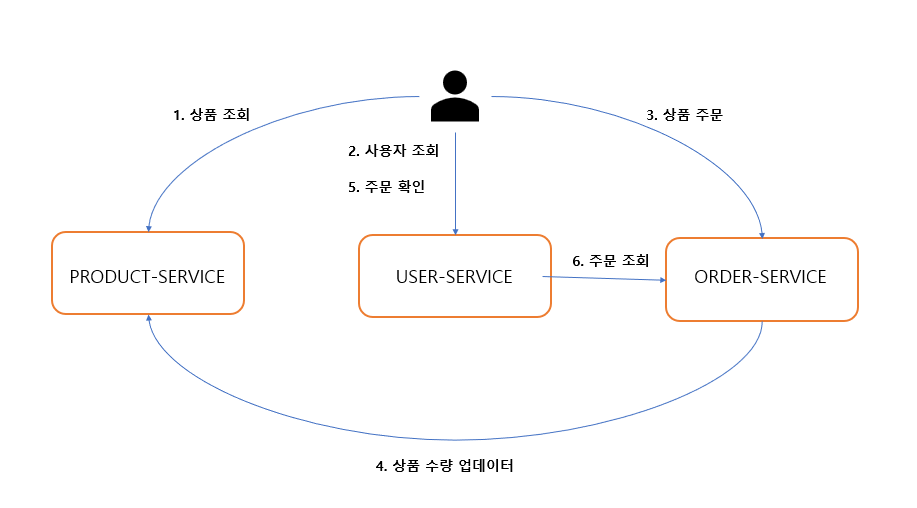 1. 상품 조회
3. 상품 주문
2. 사용자 조회
5. 주문 확인
PRODUCT-SERVICE
USER-SERVICE
6. 주문 조회
ORDER-SERVICE
4. 상품 수량 업데이터